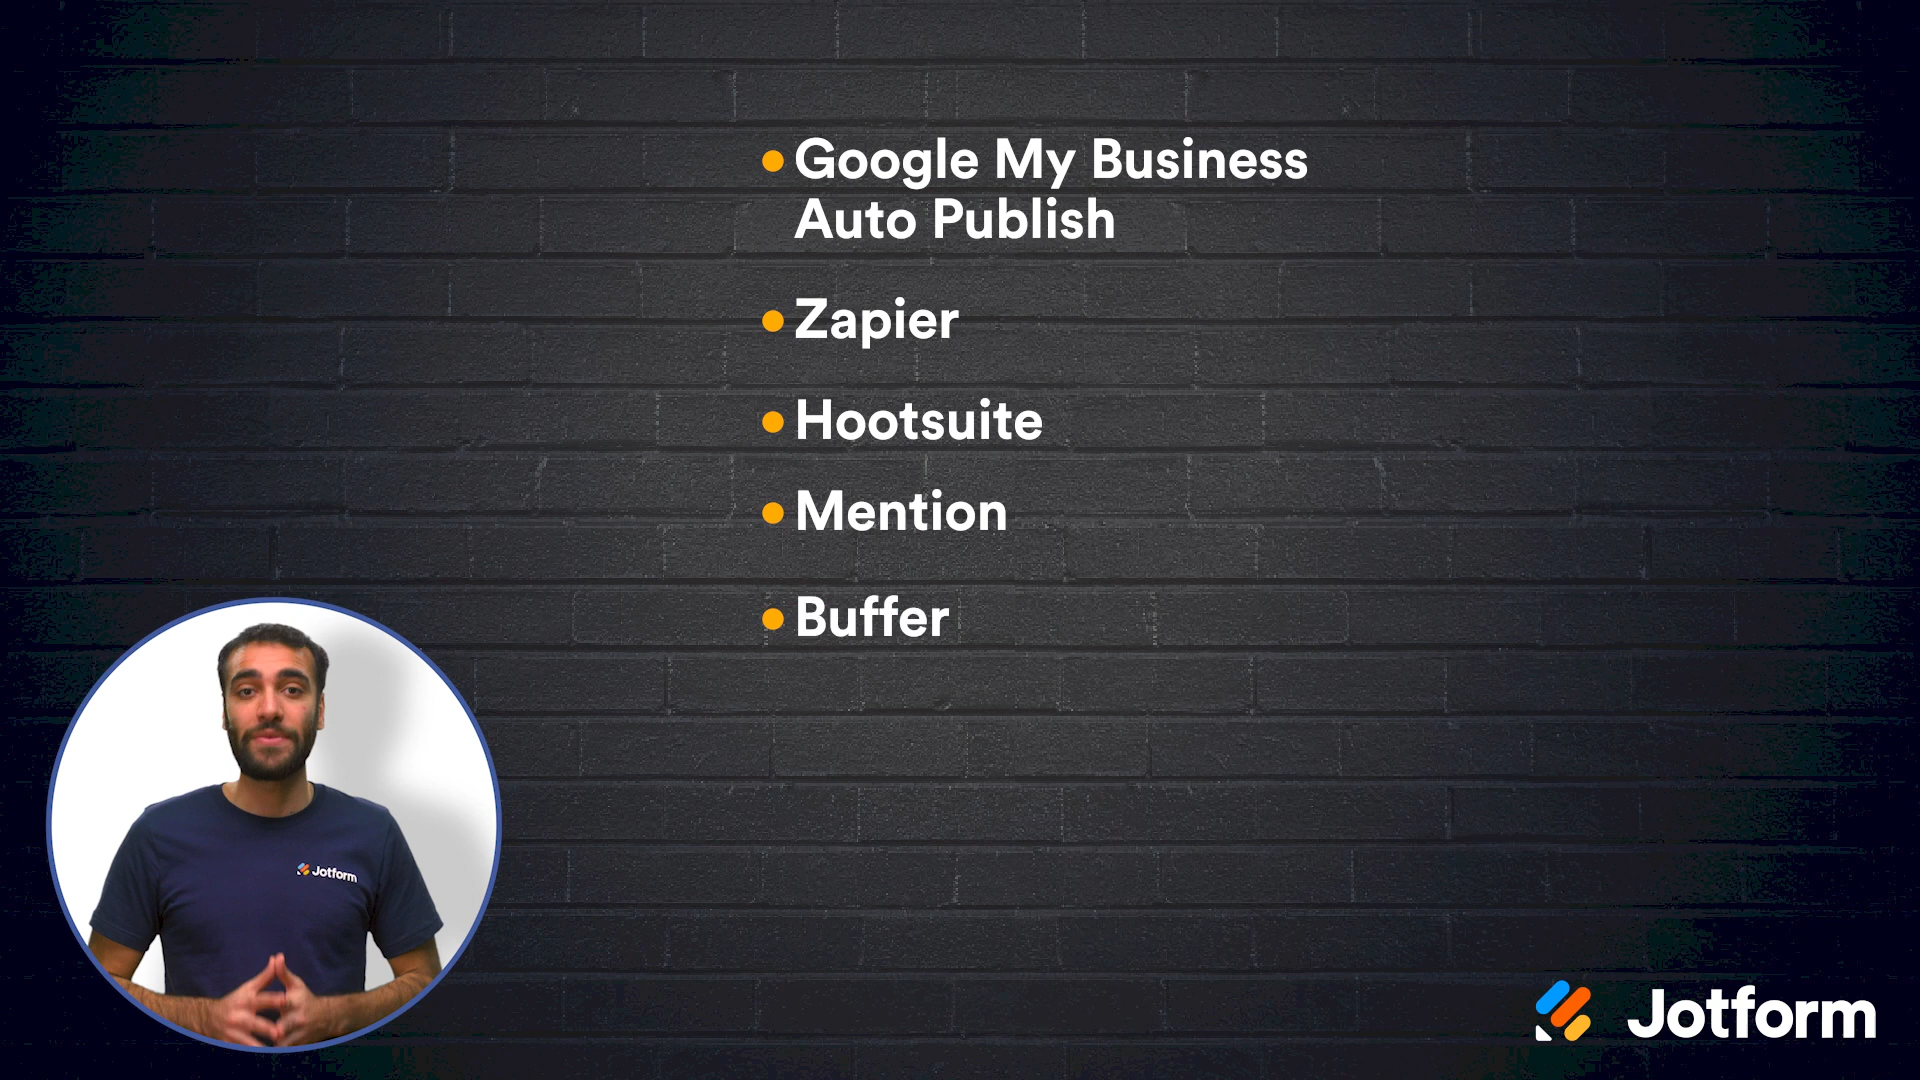 Google My Business
Auto Publish
Zapier
Hootsuite
Mention
Buffer
Jotform
Jotform